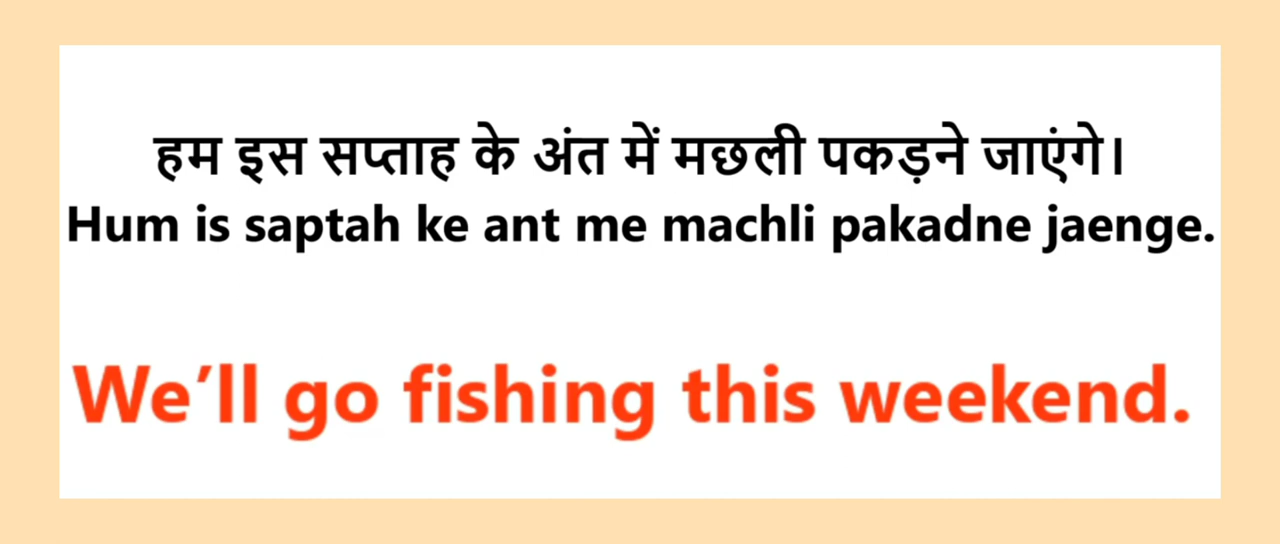 हम इस सप्ताह के अंत में मछली पकड़ने जाएंगे।
Hum is saptah ke ant me machli pakadne jaenge.
We’ll go fishing this weekend.